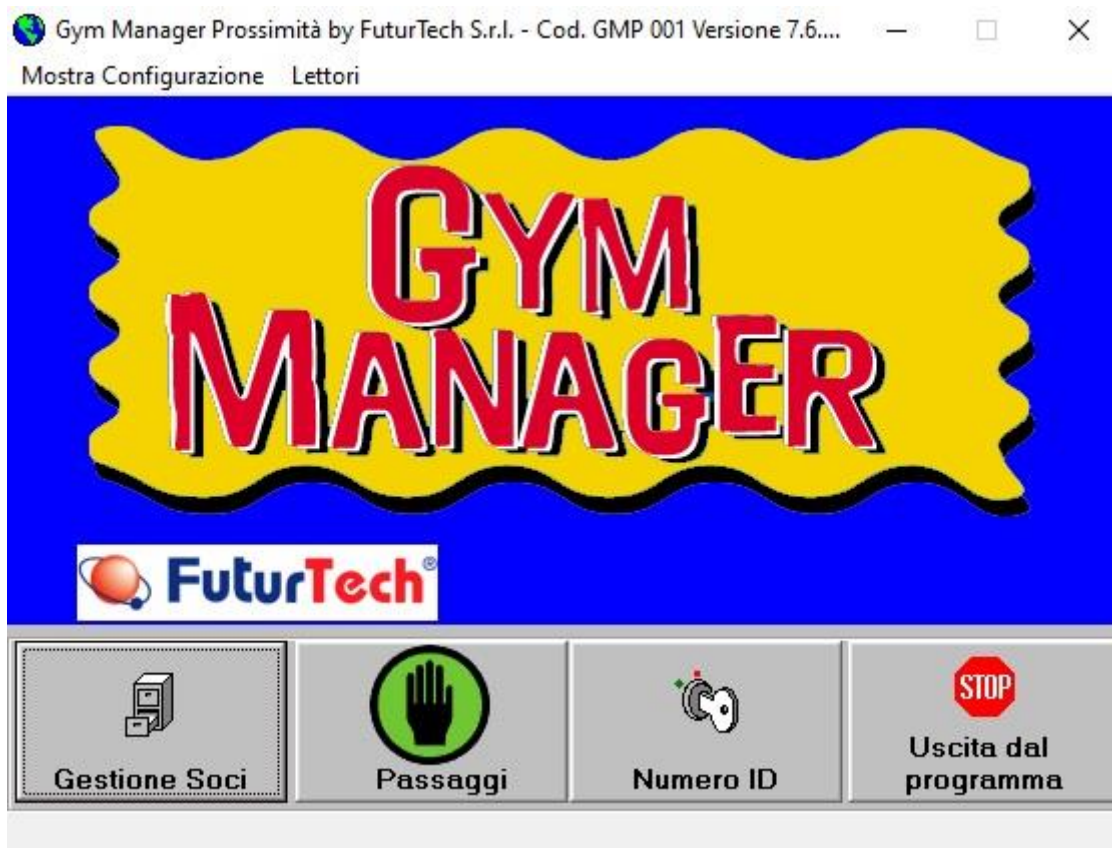 Gym Manager Prossimità by FuturTech S.r.l. - Cod. GMP 001 Versione 7.6....
Mostra Configurazione Lettori
GYM
MANAGER
FuturTech®
STOP
Gestione Soci
Passaggi
Numero ID
Uscita dal
programma